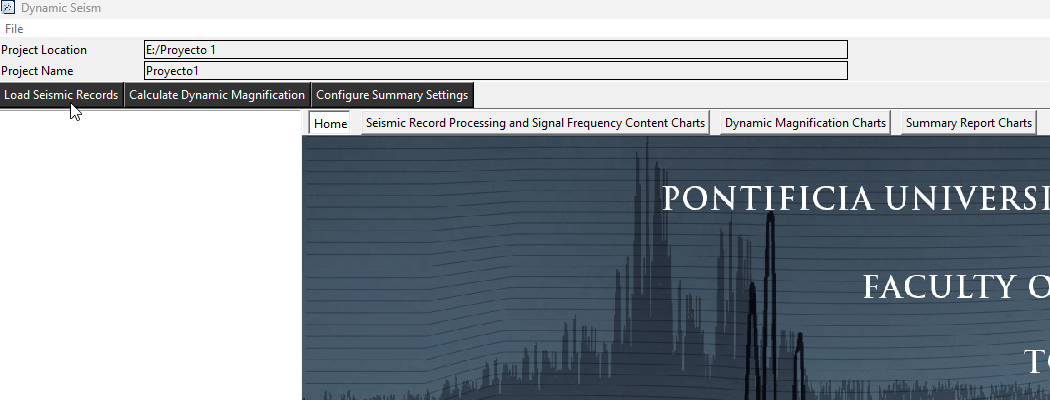 Dynamic Seism
File
Project Location E:/Proyecto 1
Project Name Proyecto1
Load Seismic Records Calculate Dynamic Magnification Configure Summary Settings
Home Seismic Record Processing and Signal Frequency Content Charts Dynamic Magnification Charts Summary Report Charts
PONTIFICIA
FACULTY